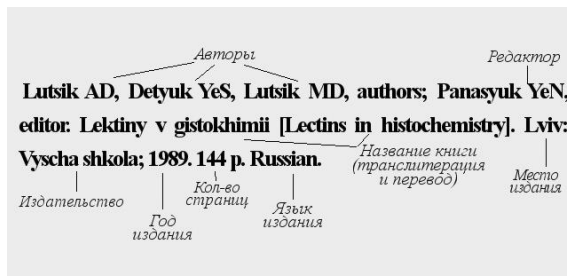 Авторы
Редактор
Lutsik AD, Detyuk YeS, Lutsik MD, authors; Panasyuk YeN,
editor. Lektiny v gistokhimii [Lectins in histochemistry]. Lviv:
Vyscha shkola; 1989. 144 p. Russian.
Название книги
(транслитерация
и перевод)
Издательство
Год
издания
Кол-во
страниц
Язык
издания
Место
издания